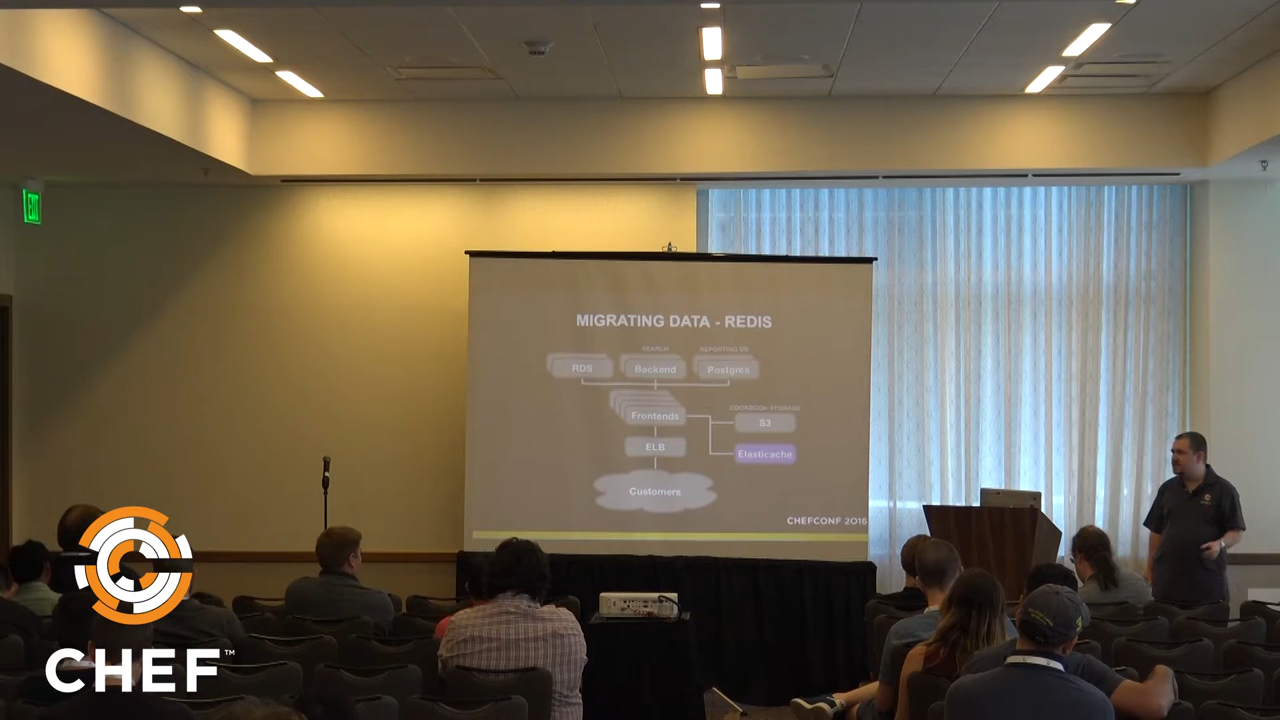 EXIT
MIGRATING DATA - REDIS
SEARCH
REPORTING DB
RDS
Backend
Postgres
Frontends
COOKBOOK STORAGE
S3
ELB
Elasticache
Customers
CHEFCONF 2016
CHEF™